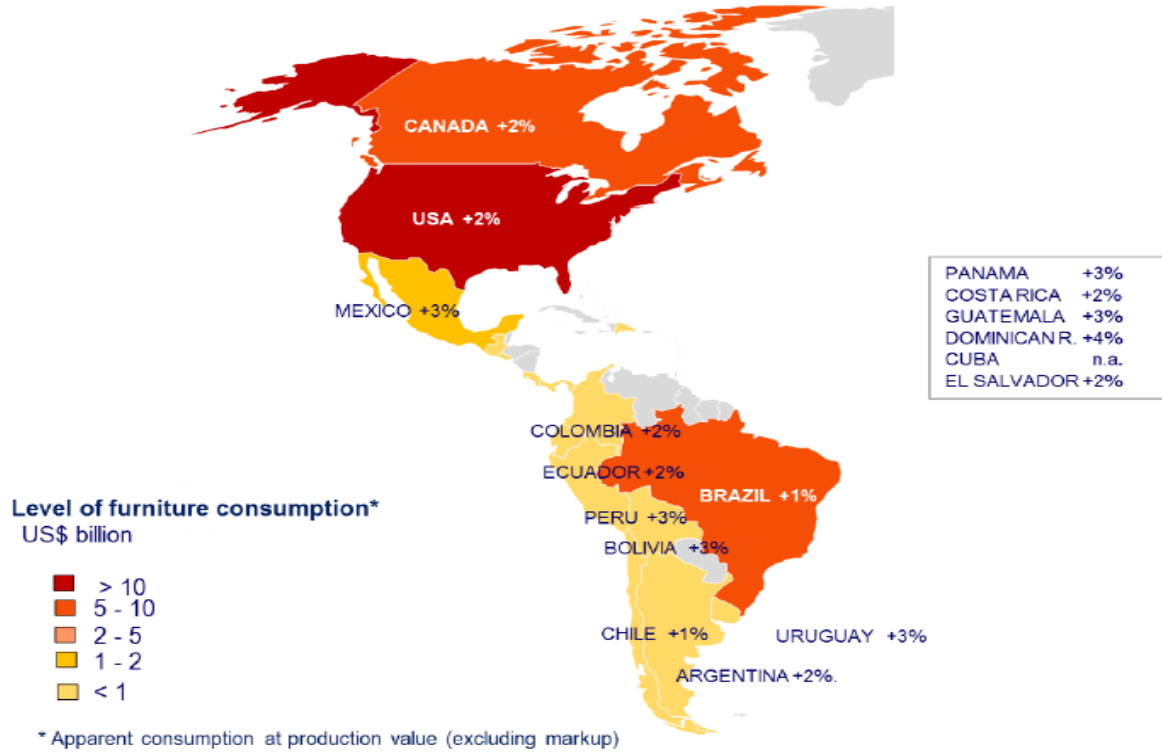 CANADA +2%
USA +2%
MEXICO +3%
PANAMA +3%
COSTA RICA +2%
GUATEMALA +3%
DOMINICAN R. +4%
CUBA n.a.
EL SALVADOR +2%
COLOMBIA +2%
ECUADOR +2%
BRAZIL +1%
PERU +3%
BOLIVIA +3%
CHILE +1%
URUGUAY +3%
ARGENTINA +2%.
Level of furniture consumption*
US$ billion
> 10
5 - 10
2 - 5
1 - 2
< 1
* Apparent consumption at production value (excluding markup)